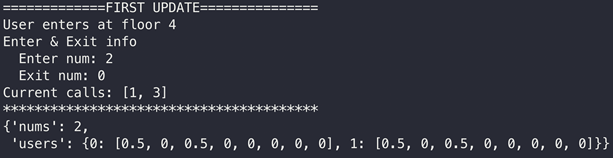 =============FIRST UPDATE===============
User enters at floor 4
Enter & Exit info
  Enter num: 2
  Exit num: 0
Current calls: [1, 3]
****************************************
{'nums': 2,
 'users': {0: [0.5, 0, 0.5, 0, 0, 0, 0, 0], 1: [0.5, 0, 0.5, 0, 0, 0, 0, 0]}}